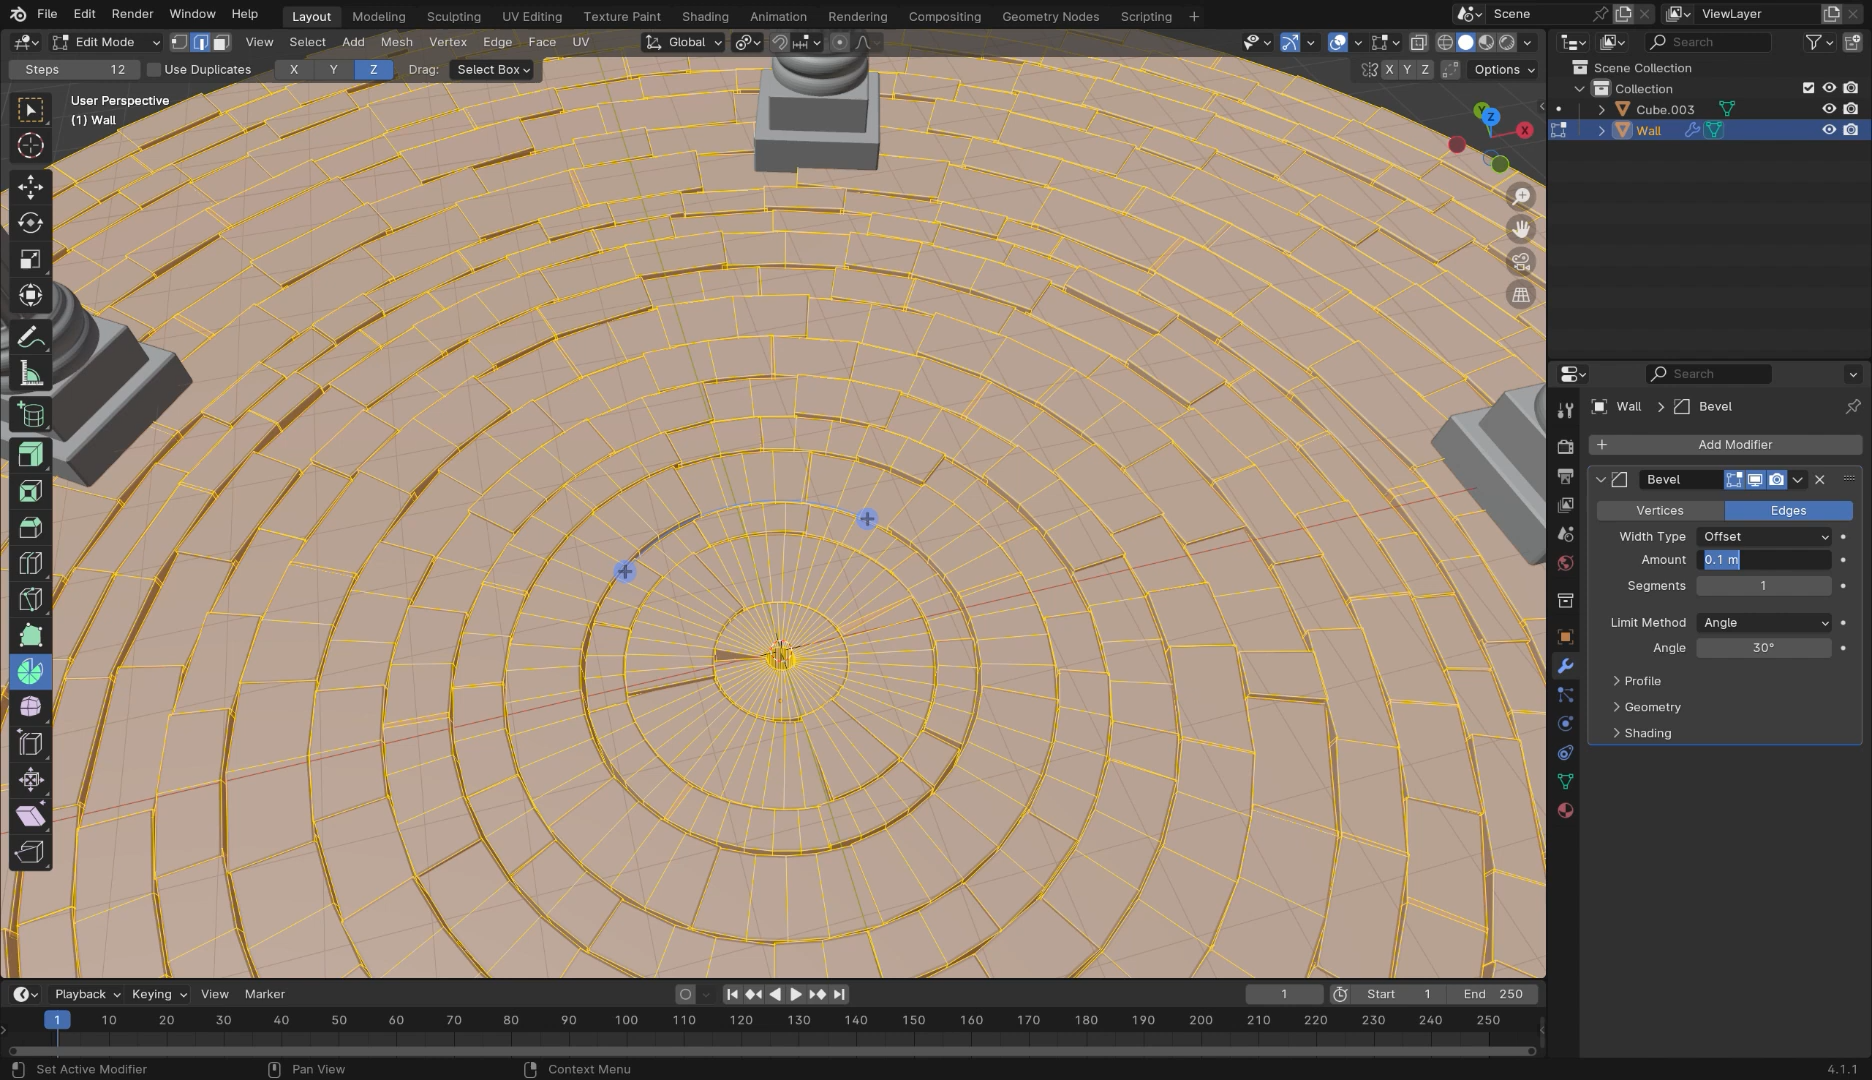 File Edit Render Window Help Layout Modeling Sculpting UV Editing Texture Paint Shading Animation Rendering Compositing Geometry Nodes Scripting + Scene ViewLayer
Edit Mode View Select Add Mesh Vertex Edge Face UV Global Search
Steps 12 Use Duplicates X Y Z Drag: Select Box X Y Z Options
Scene Collection
Collection
Cube.003
Wall
User Perspective
(1) Wall
Y
Z
X
Search
Wall > Bevel
+ Add Modifier
Bevel
Vertices Edges
Width Type Offset
Amount 0.1 m
Segments 1
Limit Method Angle
Angle 30°
Profile
Geometry
Shading
Playback Keying View Marker 1 Start 1 End 250
1 10 20 30 40 50 60 70 80 90 100 110 120 130 140 150 160 170 180 190 200 210 220 230 240 250
Set Active Modifier Pan View Context Menu 4.1.1